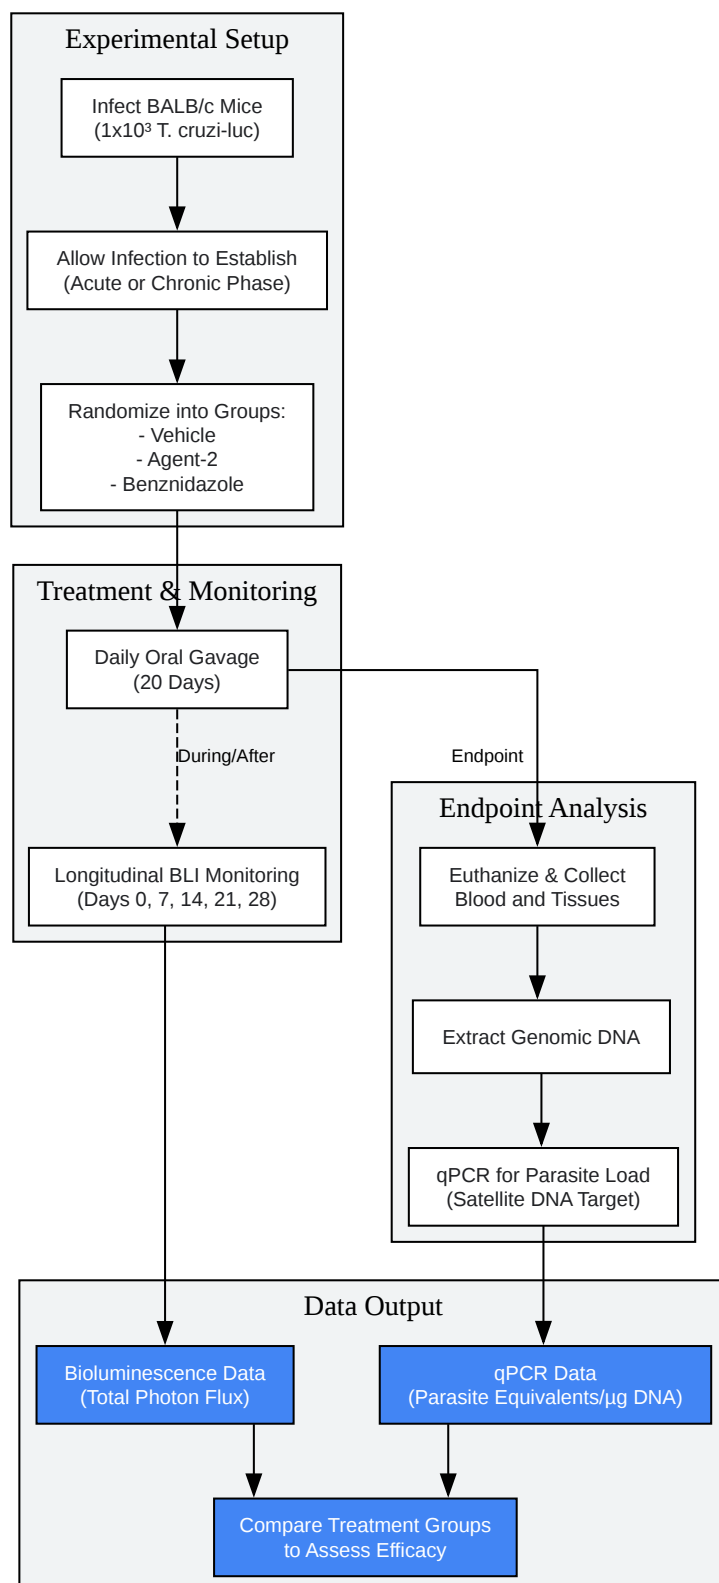 Experimental Setup
Infect BALB/c Mice
(1x10³ T. cruzi-luc)
Allow Infection to Establish
(Acute or Chronic Phase)
Randomize into Groups:
- Vehicle
- Agent-2
- Benznidazole
Treatment & Monitoring
Daily Oral Gavage
(20 Days)
During/After
Longitudinal BLI Monitoring
(Days 0, 7, 14, 21, 28)
Endpoint
Endpoint Analysis
Euthanize & Collect
Blood and Tissues
Extract Genomic DNA
qPCR for Parasite Load
(Satellite DNA Target)
Data Output
Bioluminescence Data
(Total Photon Flux)
qPCR Data
(Parasite Equivalents/µg DNA)
Compare Treatment Groups
to Assess Efficacy